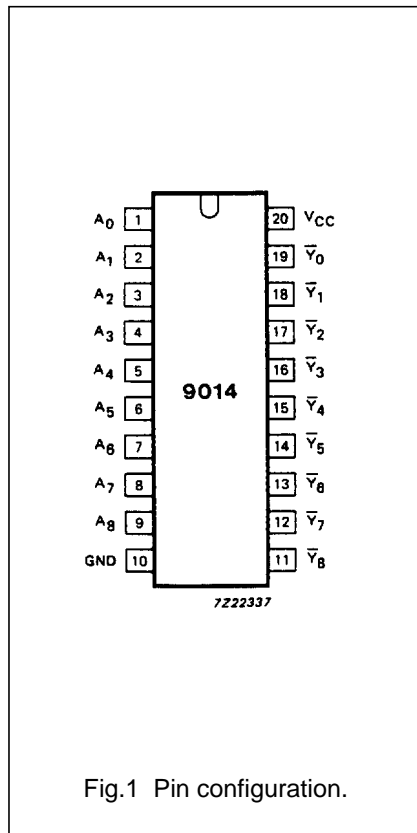 A₀ 1 20 V_CC
A₁ 2 19 Y̅₀
A₂ 3 18 Y̅₁
A₃ 4 17 Y̅₂
A₄ 5 16 Y̅₃
9014
A₅ 6 15 Y̅₄
A₆ 7 14 Y̅₅
A₇ 8 13 Y̅₆
A₈ 9 12 Y̅₇
GND 10 11 Y̅₈
7Z22337
Fig.1 Pin configuration.